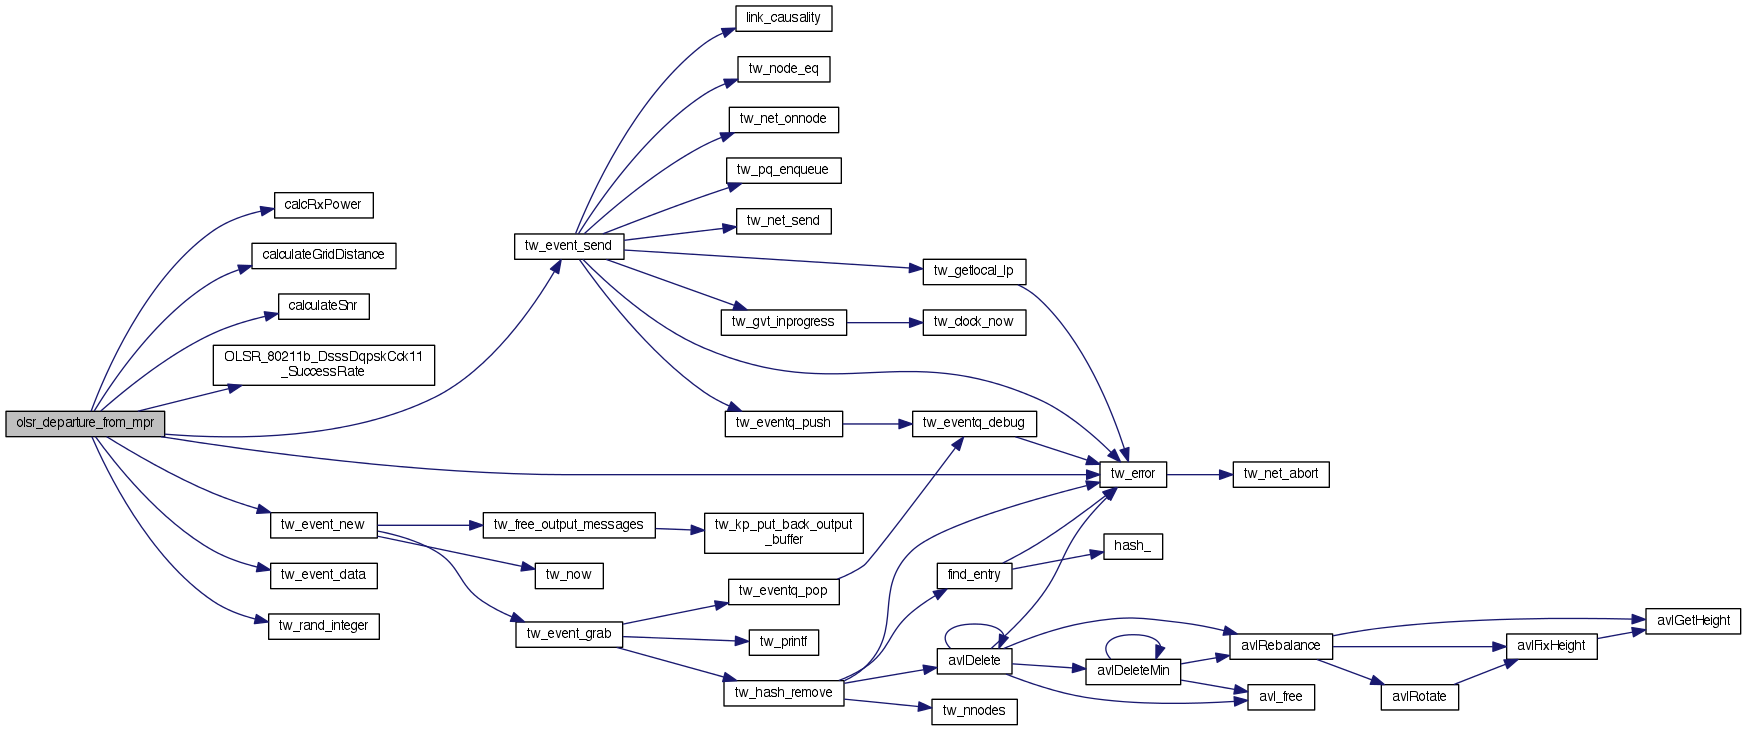 link_causality
tw_node_eq
tw_net_onnode
tw_pq_enqueue
calcRxPower
tw_net_send
tw_event_send
calculateGridDistance
tw_getlocal_lp
calculateSnr
tw_gvt_inprogress
tw_clock_now
OLSR_80211b_DsssDqpskCck11
_SuccessRate
olsr_departure_from_mpr
tw_eventq_push
tw_eventq_debug
tw_error
tw_net_abort
tw_event_new
tw_free_output_messages
tw_kp_put_back_output
_buffer
hash_
tw_event_data
tw_now
find_entry
tw_eventq_pop
tw_rand_integer
tw_event_grab
tw_printf
avlGetHeight
avlRebalance
avlFixHeight
avlDelete
avlDeleteMin
tw_hash_remove
avl_free
avlRotate
tw_nnodes